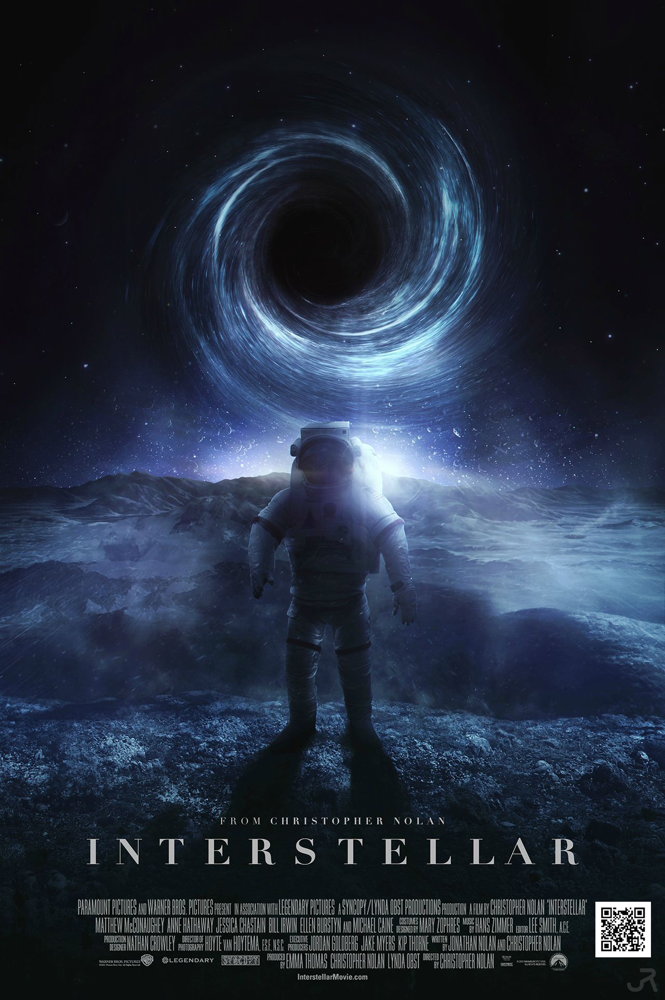 FROM CHRISTOPHER NOLAN
INTERSTELLAR
PARAMOUNT PICTURES AND WARNER BROS. PICTURES PRESENT IN ASSOCIATION WITH LEGENDARY PICTURES A SYNCOPY/LYNDA OBST PRODUCTIONS PRODUCTION A FILM BY CHRISTOPHER NOLAN "INTERSTELLAR"
MATTHEW McCONAUGHEY ANNE HATHAWAY JESSICA CHASTAIN BILL IRWIN ELLEN BURSTYN AND MICHAEL CAINE COSTUMES DESIGNED BY MARY ZOPHRES MUSIC BY HANS ZIMMER EDITOR LEE SMITH, A.C.E.
PRODUCTION DESIGNER NATHAN CROWLEY DIRECTOR OF PHOTOGRAPHY HOYTE VAN HOYTEMA, F.S.F., N.S.C. EXECUTIVE PRODUCERS JORDAN GOLDBERG JAKE MYERS KIP THORNE WRITTEN BY JONATHAN NOLAN AND CHRISTOPHER NOLAN
WARNER BROS. PICTURES LEGENDARY SYNCOPY PRODUCED BY EMMA THOMAS CHRISTOPHER NOLAN LYNDA OBST DIRECTED BY CHRISTOPHER NOLAN
InterstellarMovie.com
JR